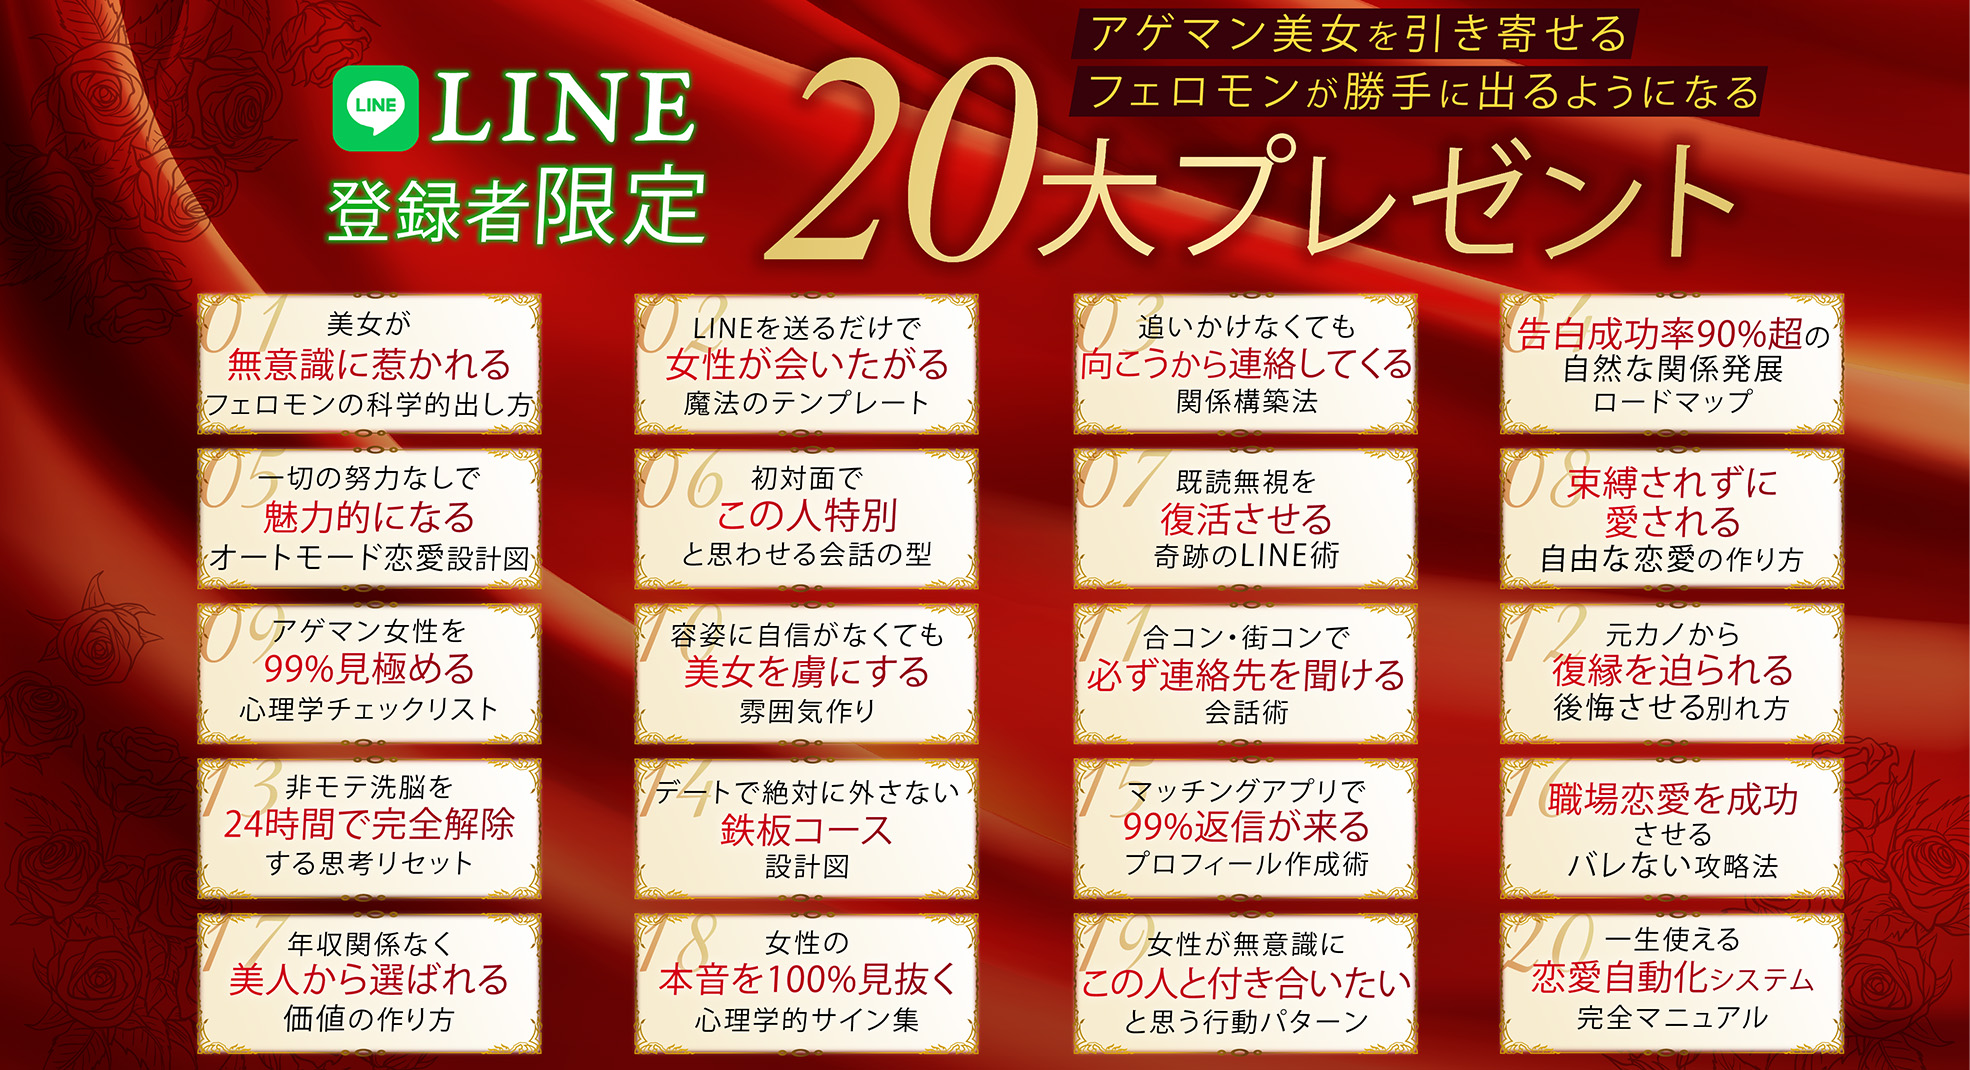 アゲマン美女を引き寄せる
フェロモンが勝手に出るようになる
LINE
LINE
登録者限定
20大プレゼント
01
美女が
無意識に惹かれる
フェロモンの科学的出し方
02
LINEを送るだけで
女性が会いたがる
魔法のテンプレート
03
追いかけなくても
向こうから連絡してくる
関係構築法
04
告白成功率90%超の
自然な関係発展
ロードマップ
05
一切の努力なしで
魅力的になる
オートモード恋愛設計図
06
初対面で
この人特別
と思わせる会話の型
07
既読無視を
復活させる
奇跡のLINE術
08
束縛されずに
愛される
自由な恋愛の作り方
09
アゲマン女性を
99%見極める
心理学チェックリスト
10
容姿に自信がなくても
美女を虜にする
雰囲気作り
11
合コン・街コンで
必ず連絡先を聞ける
会話術
12
元カノから
復縁を迫られる
後悔させる別れ方
13
非モテ洗脳を
24時間で完全解除
する思考リセット
14
デートで絶対に外さない
鉄板コース
設計図
15
マッチングアプリで
99%返信が来る
プロフィール作成術
16
職場恋愛を成功
させる
バレない攻略法
17
年収関係なく
美人から選ばれる
価値の作り方
18
女性の
本音を100%見抜く
心理学的サイン集
19
女性が無意識に
この人と付き合いたい
と思う行動パターン
20
一生使える
恋愛自動化システム
完全マニュアル